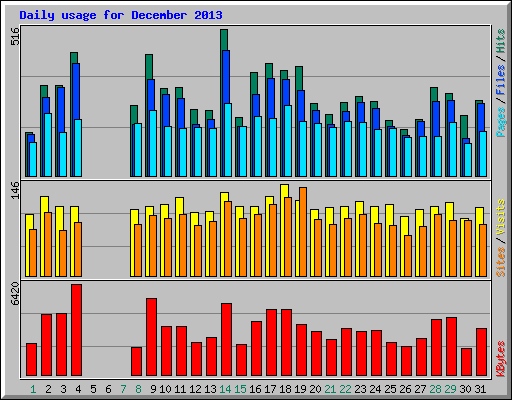 Daily usage for December 2013
516
Pages / Files / Hits
146
Sites / Visits
6420
KBytes
1 2 3 4 5 6 7 8 9 10 11 12 13 14 15 16 17 18 19 20 21 22 23 24 25 26 27 28 29 30 31